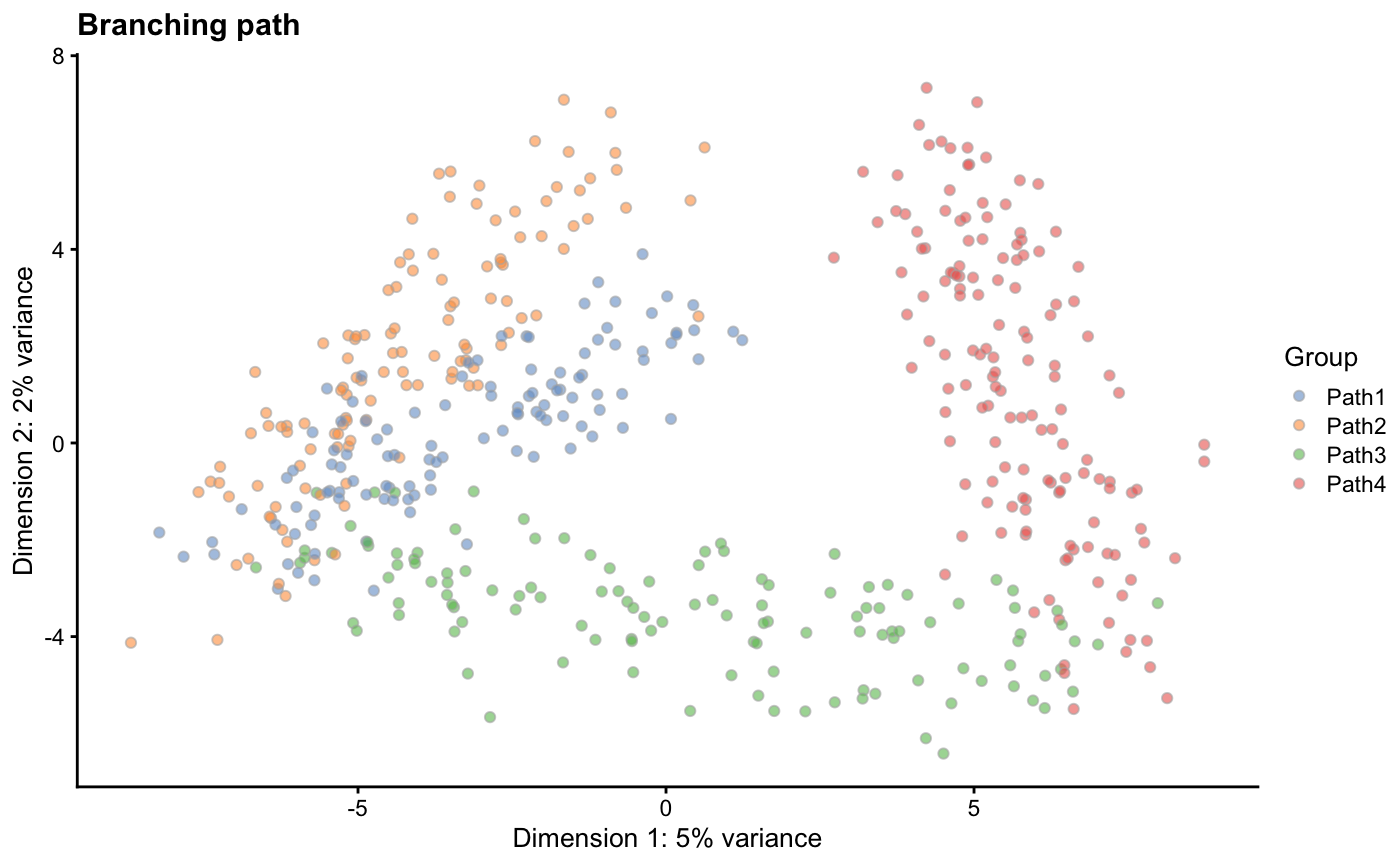 Branching path
8
4
0
-4
Dimension 2: 2% variance
-5
0
5
Dimension 1: 5% variance
Group
Path1
Path2
Path3
Path4